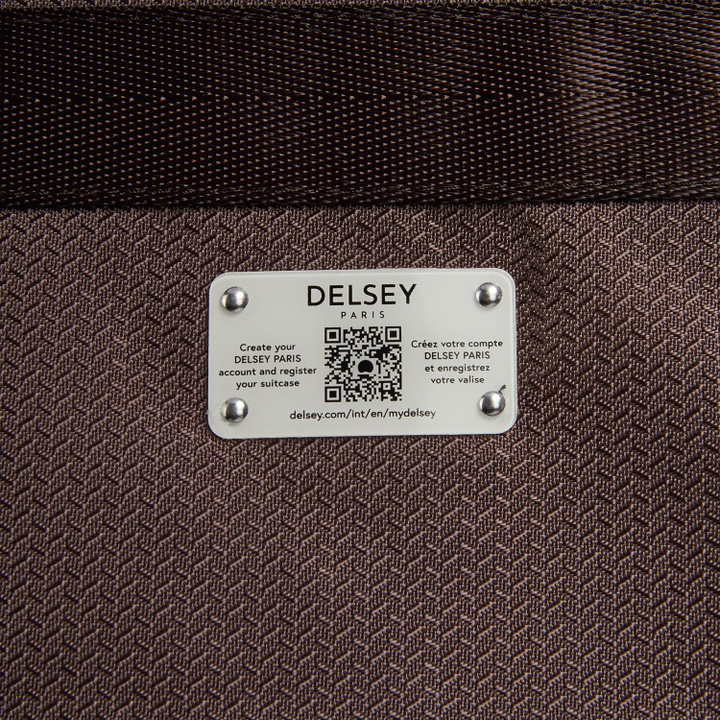 DELSEY
PARIS
Create your
DELSEY PARIS
account and register
your suitcase
Créez votre compte
DELSEY PARIS
et enregistrez
votre valise
delsey.com/int/en/mydelsey